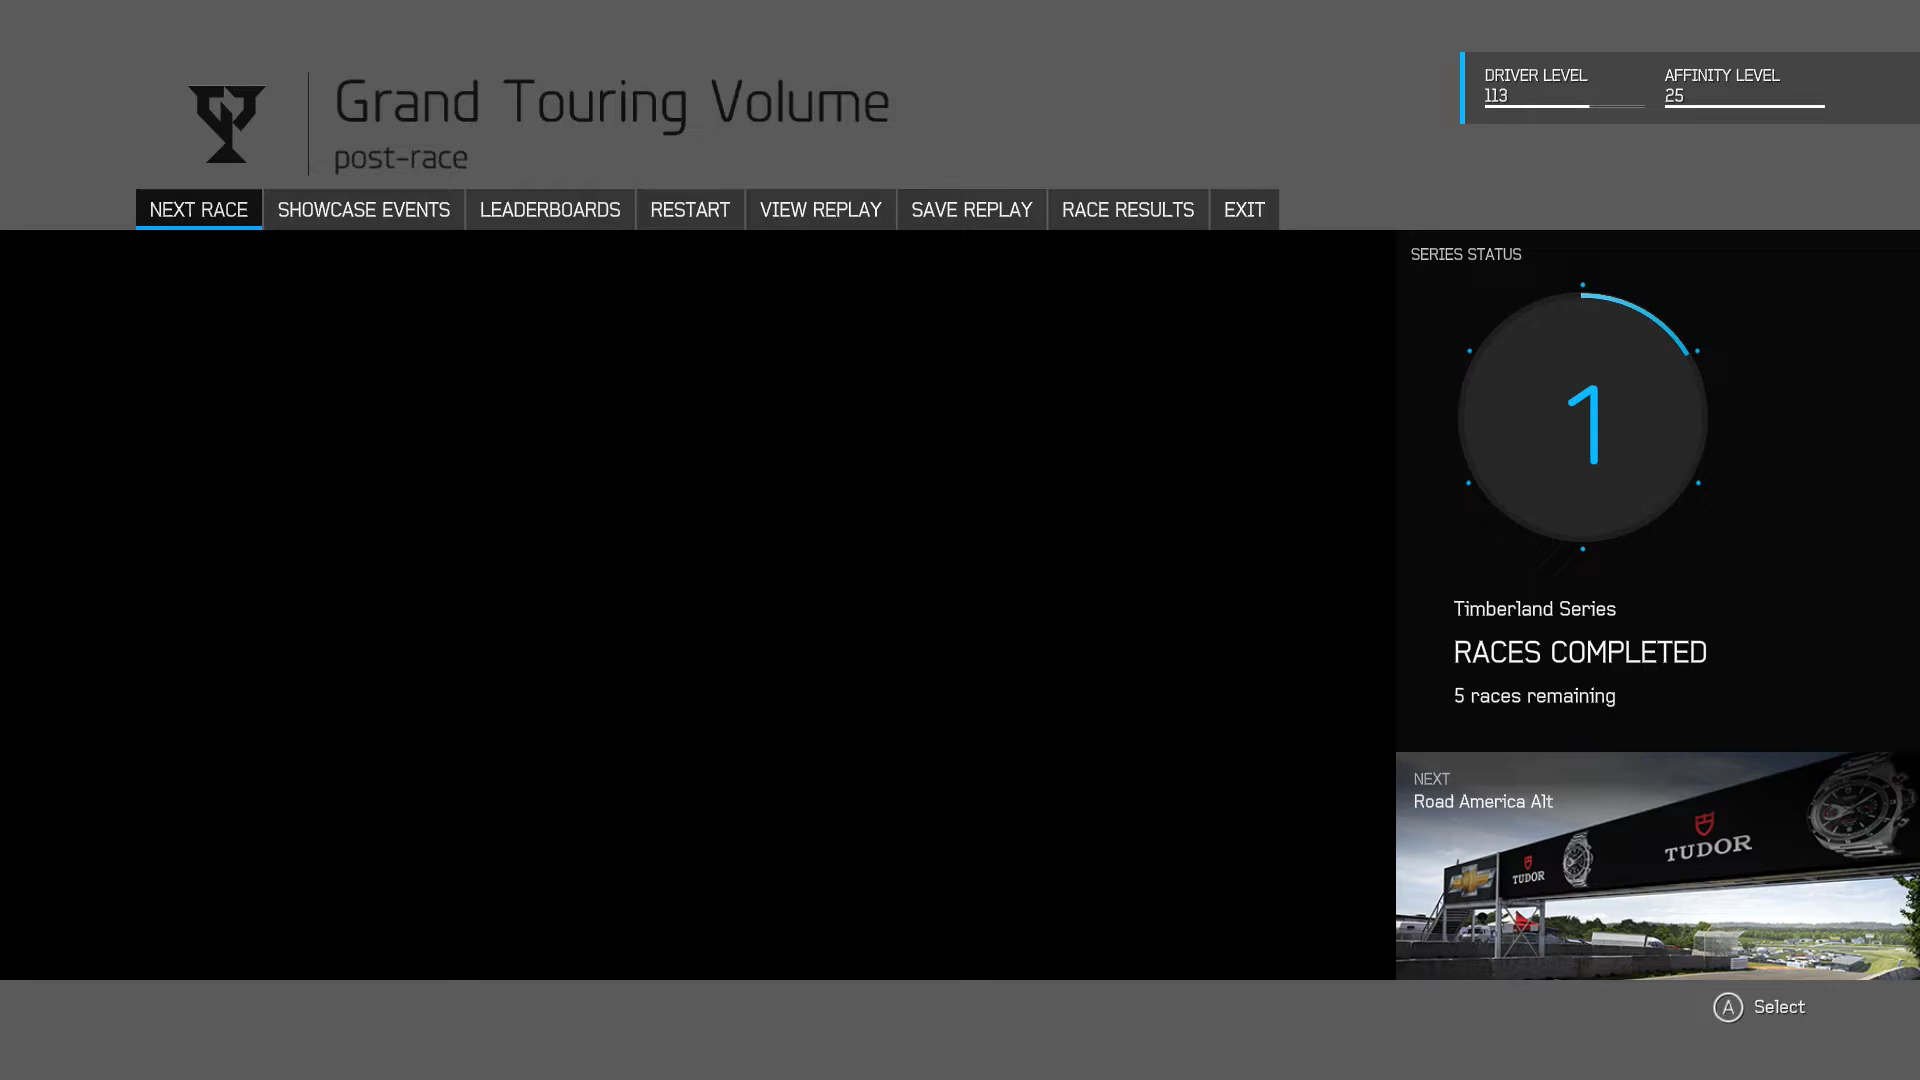 Grand Touring Volume
post-race
DRIVER LEVEL
113
AFFINITY LEVEL
25
NEXT RACE
SHOWCASE EVENTS
LEADERBOARDS
RESTART
VIEW REPLAY
SAVE REPLAY
RACE RESULTS
EXIT
SERIES STATUS
1
Timberland Series
RACES COMPLETED
5 races remaining
NEXT
Road America Alt
TUDOR
TUDOR
A Select